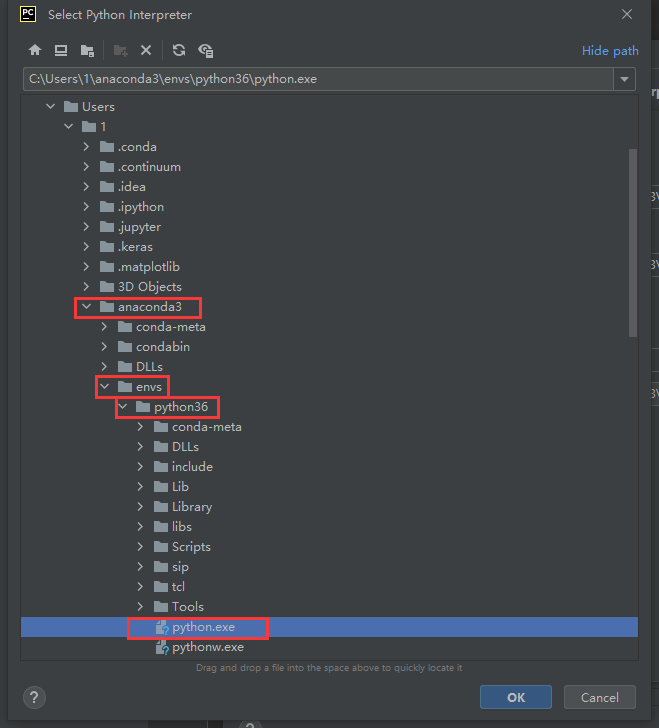 PC Select Python Interpreter
Hide path
C:\Users\1\anaconda3\envs\python36\python.exe
Users
1
.conda
.continuum
.idea
.ipython
.jupyter
.keras
.matplotlib
3D Objects
anaconda3
conda-meta
condabin
DLLs
envs
python36
conda-meta
DLLs
include
Lib
Library
libs
Scripts
sip
tcl
Tools
python.exe
pythonw.exe
Drag and drop a file into the space above to quickly locate it
? OK Cancel